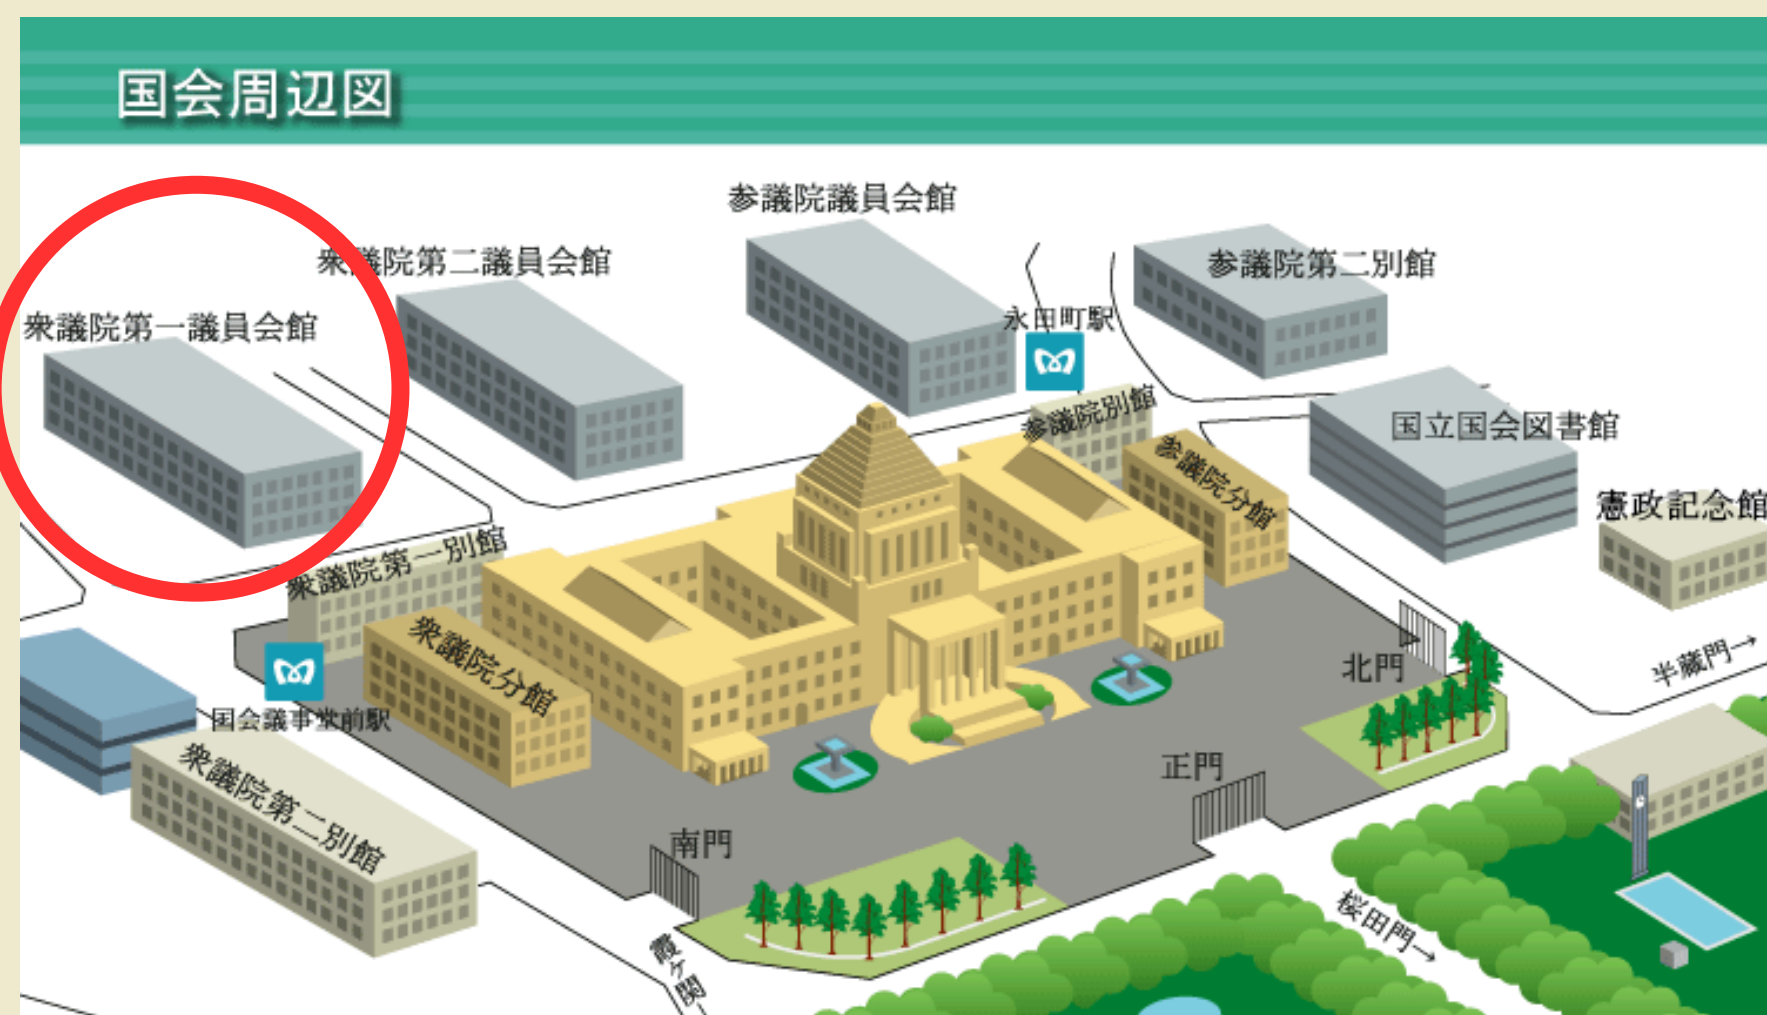 国会周辺図
参議院議員会館
衆議院第二議員会館
参議院第二別館
衆議院第一議員会館
永田町駅
参議院別館
国立国会図書館
参議院分館
憲政記念館
衆議院第一別館
衆議院分館
北門
半蔵門→
国会議事堂前駅
衆議院第二別館
正門
南門
桜田門→
霞ヶ関